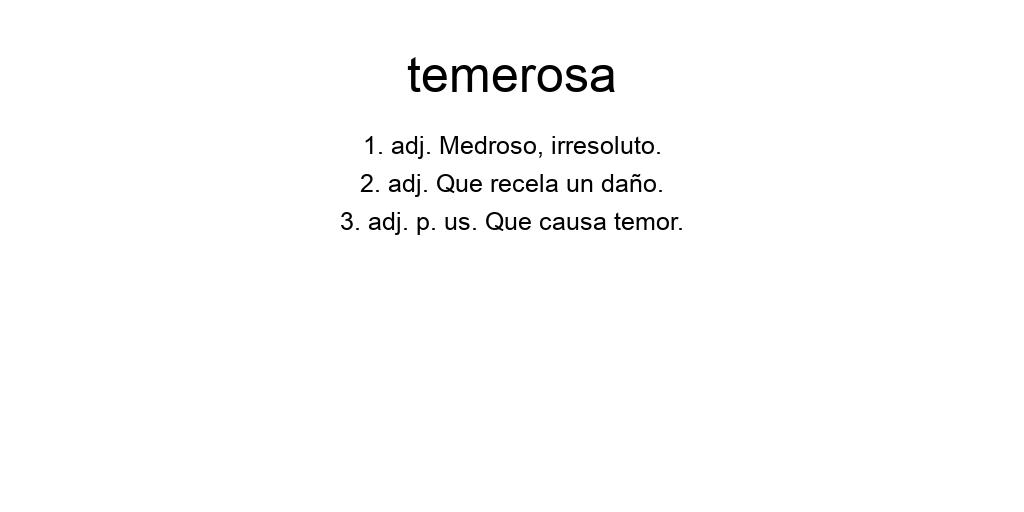 temerosa
1. adj. Medroso, irresoluto.
2. adj. Que recela un daño.
3. adj. p. us. Que causa temor.